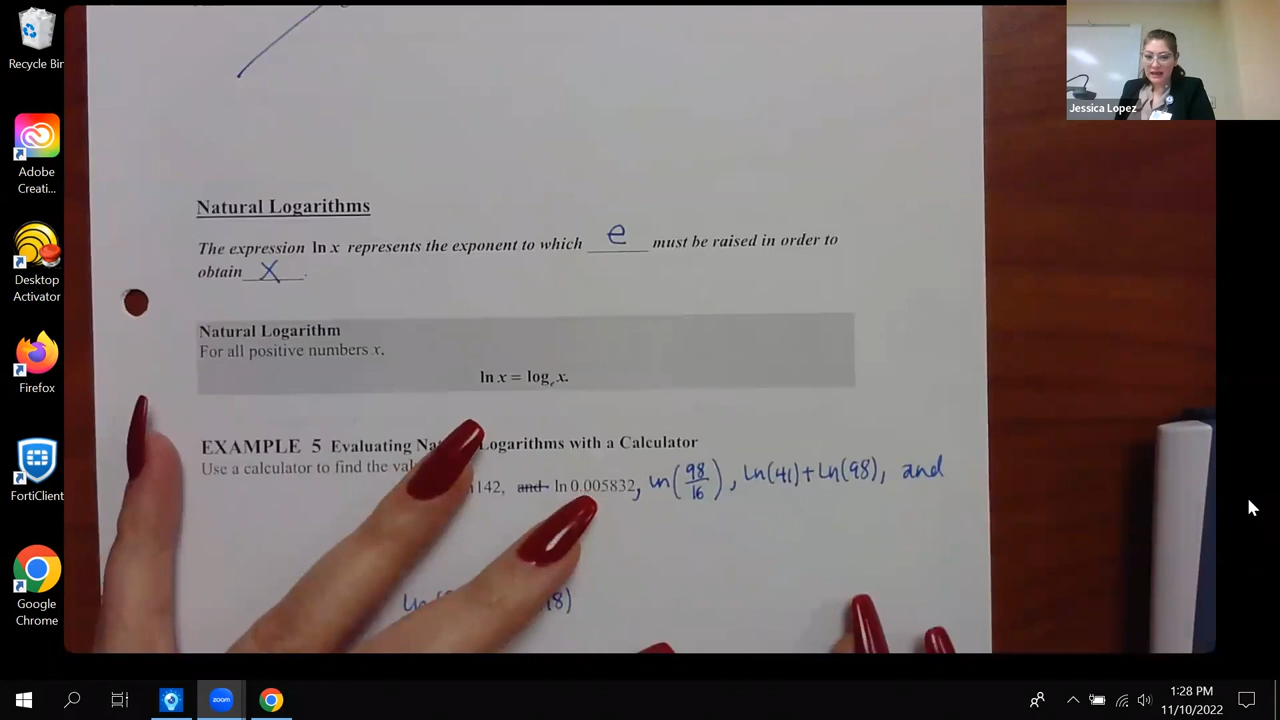 Recycle Bin
Adobe
Creati...
Desktop
Activator
Firefox
FortiClient
Google
Chrome
Jessica Lopez
Natural Logarithms
The expression ln x represents the exponent to which e must be raised in order to
obtain x.
Natural Logarithm
For all positive numbers x.
ln x = logₑ x.
EXAMPLE 5 Evaluating Logarithms with a Calculator
Use a calculator to find the
142, and ln 0.005832, ln(98/16), ln(41)+ln(98), and
zoom
1:28 PM
11/10/2022